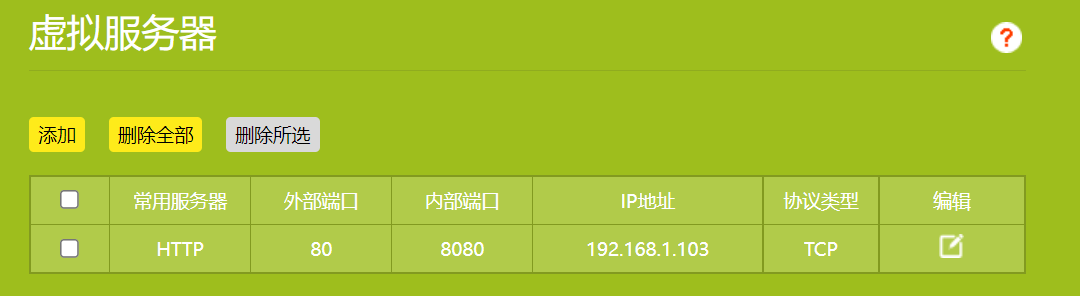 虚拟服务器
?
添加 删除全部 删除所选
常用服务器 外部端口 内部端口 IP地址 协议类型 编辑
HTTP 80 8080 192.168.1.103 TCP